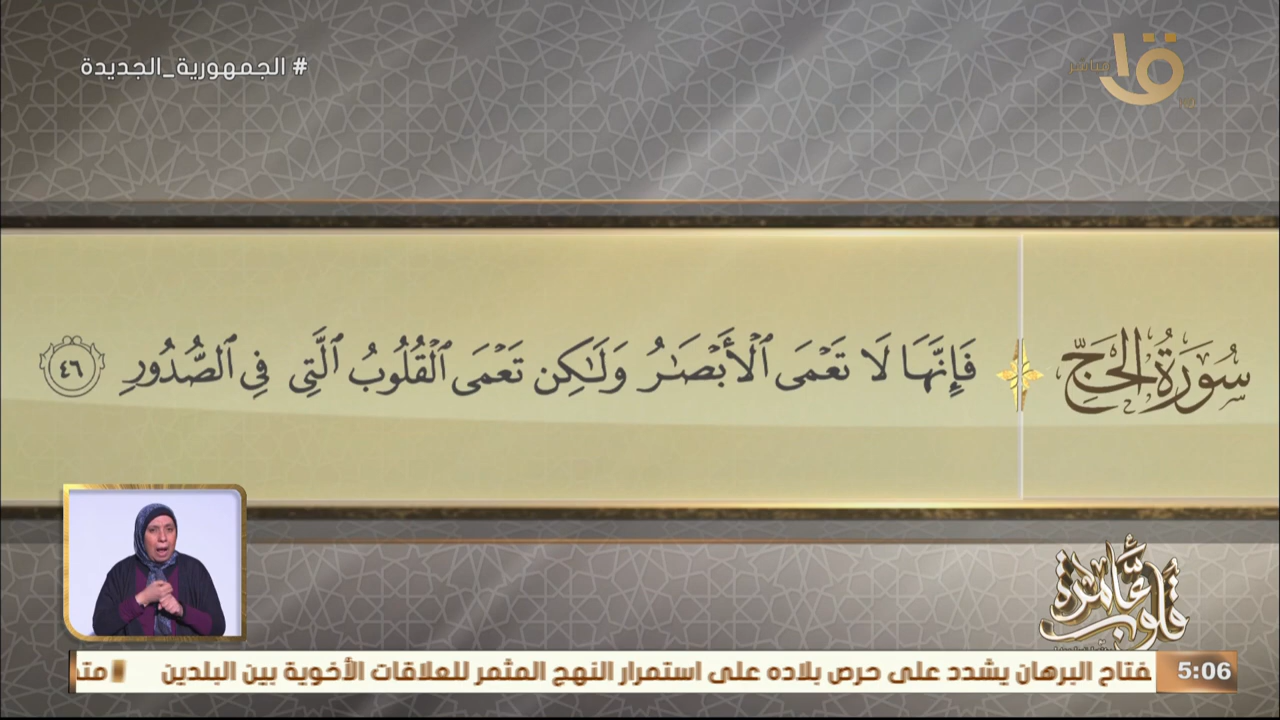 # الجمهورية_الجديدة
مباشر
سُورَةُ الحَجِّ
فَإِنَّهَا لَا تَعۡمَى ٱلۡأَبۡصَٰرُ وَلَٰكِن تَعۡمَى ٱلۡقُلُوبُ ٱلَّتِي فِي ٱلصُّدُورِ ٤٦
قلوب عامرة
5:06 فتاح البرهان يشدد على حرص بلاده على استمرار النهج المثمر للعلاقات الأخوية بين البلدين